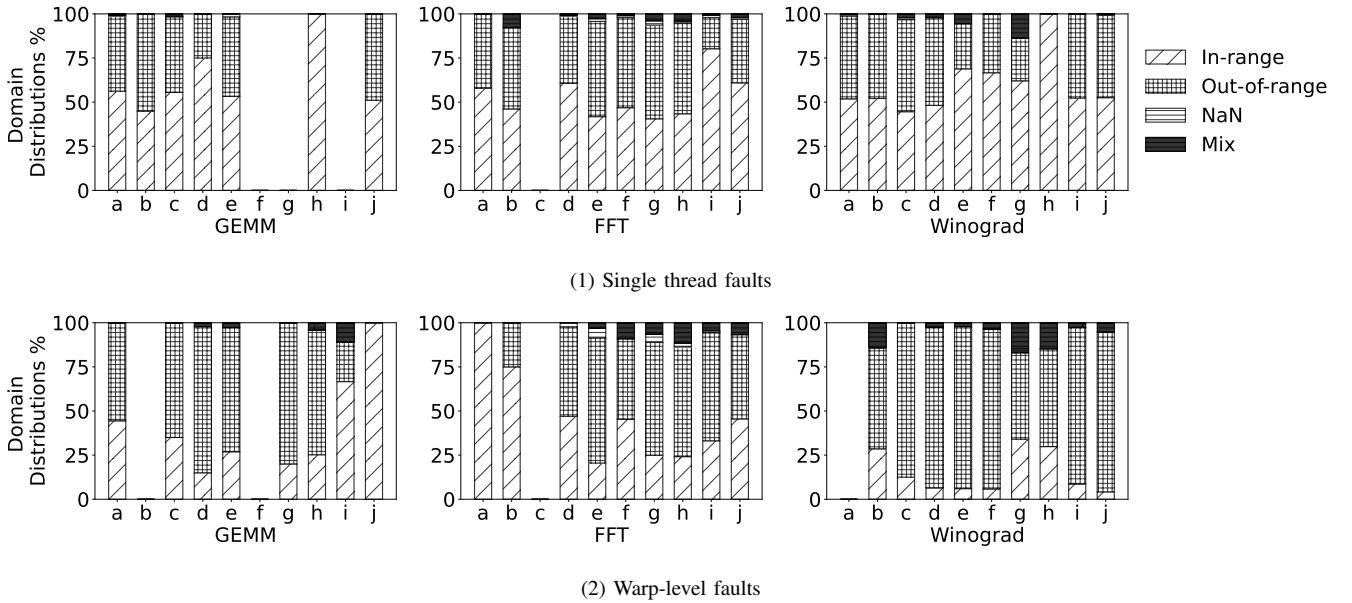 Domain
Distributions %
100
75
50
25
0
a b c d e f g h i j
GEMM
100
75
50
25
0
a b c d e f g h i j
FFT
100
75
50
25
0
a b c d e f g h i j
Winograd
In-range
Out-of-range
NaN
Mix
(1) Single thread faults
Domain
Distributions %
100
75
50
25
0
a b c d e f g h i j
GEMM
100
75
50
25
0
a b c d e f g h i j
FFT
100
75
50
25
0
a b c d e f g h i j
Winograd
(2) Warp-level faults